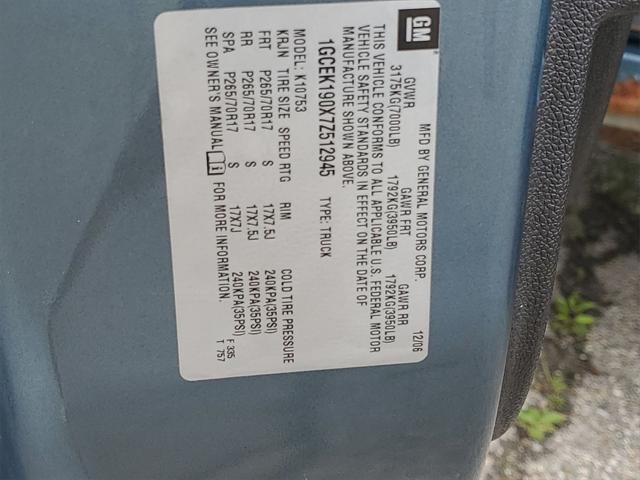 GM
MFD BY GENERAL MOTORS CORP. 12/06
GVWR GAWR FRT GAWR RR
3175KG(7000LB) 1792KG(3950LB) 1792KG(3950LB)
THIS VEHICLE CONFORMS TO ALL APPLICABLE U.S. FEDERAL MOTOR
VEHICLE SAFETY STANDARDS IN EFFECT ON THE DATE OF
MANUFACTURE SHOWN ABOVE.
1GCEK190X7Z512945 TYPE: TRUCK
MODEL: K10753
KRJN TIRE SIZE SPEED RTG RIM COLD TIRE PRESSURE
FRT P265/70R17 S 17X7.5J 240KPA(35PSI)
RR P265/70R17 S 17X7.5J 240KPA(35PSI)
SPA P265/70R17 S 17X7J 240KPA(35PSI)
SEE OWNER'S MANUAL FOR MORE INFORMATION. F 335
T 757